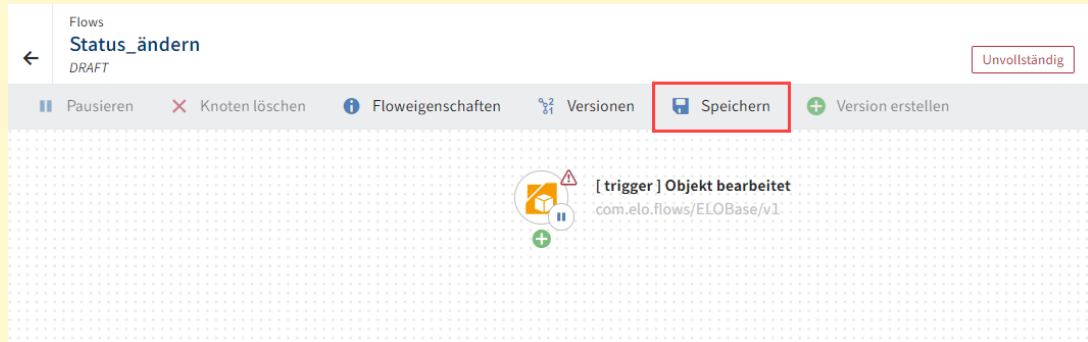 Flows
Status_ändern
DRAFT
Unvollständig
Pausieren Knoten löschen Floweigenschaften Versionen Speichern Version erstellen
[ trigger ] Objekt bearbeitet
com.elo.flows/ELOBase/v1